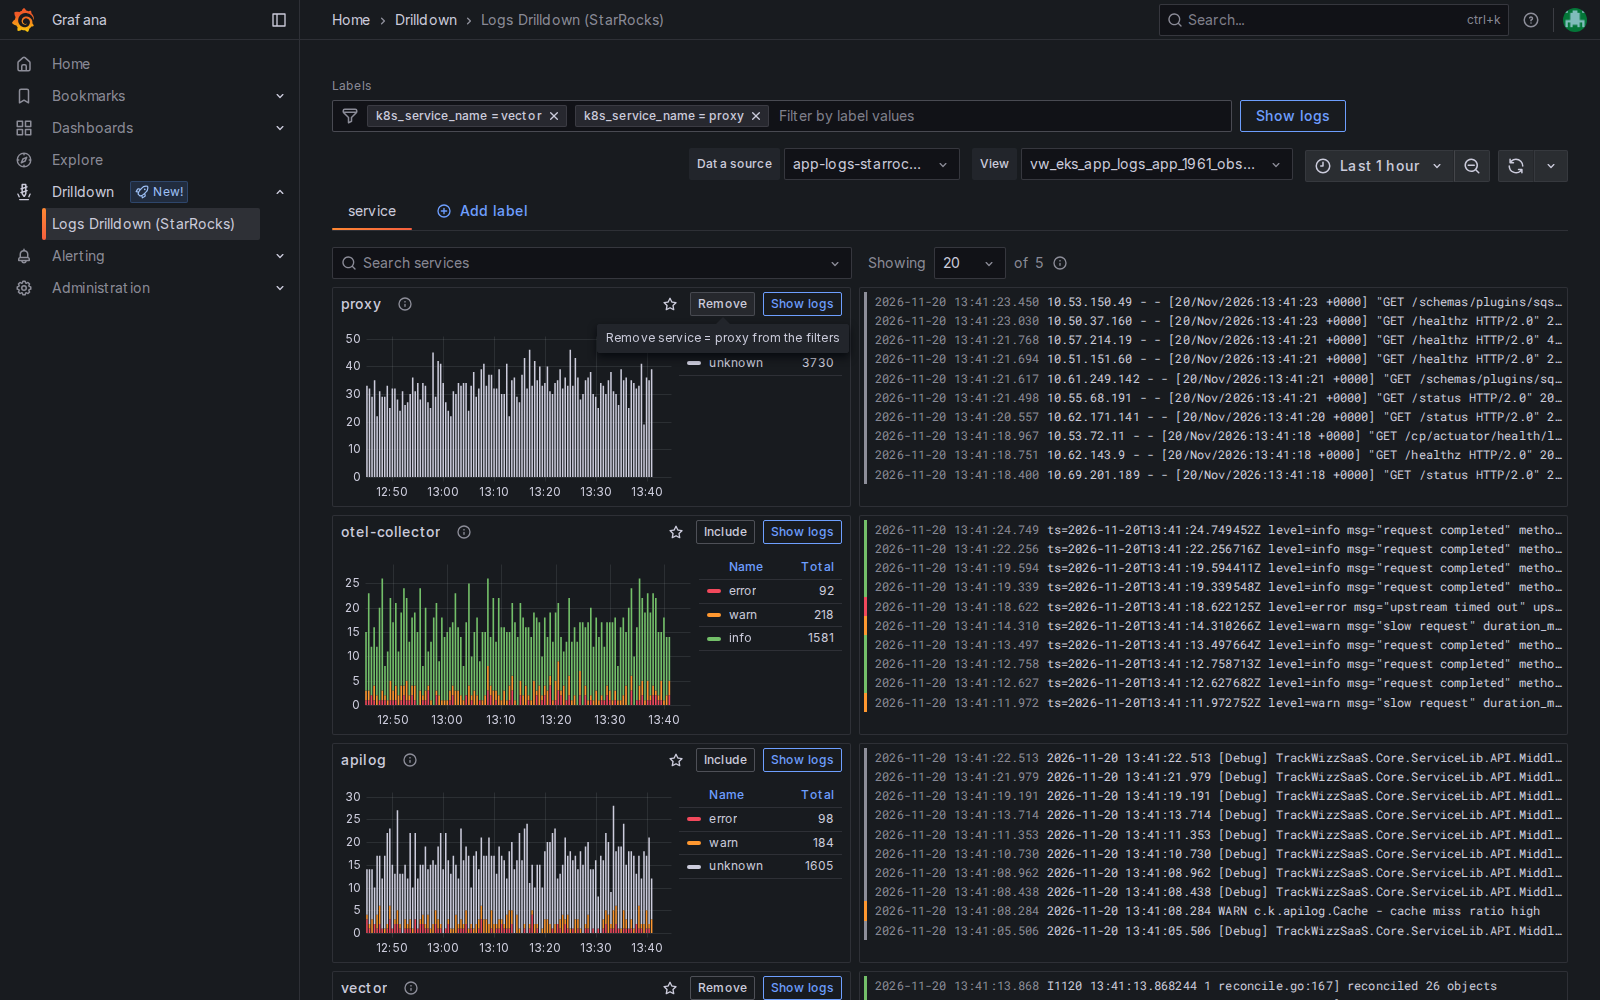 Grafana
Home › Drilldown › Logs Drilldown (StarRocks)
Search...
ctrl+k
Home
Bookmarks
Dashboards
Explore
Drilldown
New!
Logs Drilldown (StarRocks)
Alerting
Administration
Labels
k8s_service_name = vector
k8s_service_name = proxy
Filter by label values
Show logs
Data source
app-logs-starroc...
View
vw_eks_app_logs_app_1961_obs...
Last 1 hour
service
Add label
Search services
Showing
20
of 5
proxy
Remove
Show logs
Remove service = proxy from the filters
unknown 3730
50
40
30
20
10
0
12:50 13:00 13:10 13:20 13:30 13:40
2026-11-20 13:41:23.450 10.53.150.49 - - [20/Nov/2026:13:41:23 +0000] "GET /schemas/plugins/sqs…
2026-11-20 13:41:23.030 10.50.37.160 - - [20/Nov/2026:13:41:23 +0000] "GET /healthz HTTP/2.0" 2…
2026-11-20 13:41:21.768 10.57.214.19 - - [20/Nov/2026:13:41:21 +0000] "GET /healthz HTTP/2.0" 4…
2026-11-20 13:41:21.694 10.51.151.60 - - [20/Nov/2026:13:41:21 +0000] "GET /healthz HTTP/2.0" 2…
2026-11-20 13:41:21.617 10.61.249.142 - - [20/Nov/2026:13:41:21 +0000] "GET /schemas/plugins/sq…
2026-11-20 13:41:21.498 10.55.68.191 - - [20/Nov/2026:13:41:21 +0000] "GET /status HTTP/2.0" 20…
2026-11-20 13:41:20.557 10.62.171.141 - - [20/Nov/2026:13:41:20 +0000] "GET /status HTTP/2.0" 2…
2026-11-20 13:41:18.967 10.53.72.11 - - [20/Nov/2026:13:41:18 +0000] "GET /cp/actuator/health/l…
2026-11-20 13:41:18.751 10.62.143.9 - - [20/Nov/2026:13:41:18 +0000] "GET /healthz HTTP/2.0" 20…
2026-11-20 13:41:18.400 10.69.201.189 - - [20/Nov/2026:13:41:18 +0000] "GET /status HTTP/2.0" 2…
otel-collector
Include
Show logs
Name Total
error 92
warn 218
info 1581
25
20
15
10
5
0
12:50 13:00 13:10 13:20 13:30 13:40
2026-11-20 13:41:24.749 ts=2026-11-20T13:41:24.749452Z level=info msg="request completed" metho…
2026-11-20 13:41:22.256 ts=2026-11-20T13:41:22.256716Z level=info msg="request completed" metho…
2026-11-20 13:41:19.594 ts=2026-11-20T13:41:19.594411Z level=info msg="request completed" metho…
2026-11-20 13:41:19.339 ts=2026-11-20T13:41:19.339548Z level=info msg="request completed" metho…
2026-11-20 13:41:18.622 ts=2026-11-20T13:41:18.622125Z level=error msg="upstream timed out" ups…
2026-11-20 13:41:14.310 ts=2026-11-20T13:41:14.310266Z level=warn msg="slow request" duration_m…
2026-11-20 13:41:13.497 ts=2026-11-20T13:41:13.497664Z level=info msg="request completed" metho…
2026-11-20 13:41:12.758 ts=2026-11-20T13:41:12.758713Z level=info msg="request completed" metho…
2026-11-20 13:41:12.627 ts=2026-11-20T13:41:12.627682Z level=info msg="request completed" metho…
2026-11-20 13:41:11.972 ts=2026-11-20T13:41:11.972752Z level=warn msg="slow request" duration_m…
apilog
Include
Show logs
Name Total
error 98
warn 184
unknown 1605
30
25
20
15
10
5
0
12:50 13:00 13:10 13:20 13:30 13:40
2026-11-20 13:41:22.513 2026-11-20 13:41:22.513 [Debug] TrackWizzSaaS.Core.ServiceLib.API.Middl…
2026-11-20 13:41:21.979 2026-11-20 13:41:21.979 [Debug] TrackWizzSaaS.Core.ServiceLib.API.Middl…
2026-11-20 13:41:19.191 2026-11-20 13:41:19.191 [Debug] TrackWizzSaaS.Core.ServiceLib.API.Middl…
2026-11-20 13:41:13.714 2026-11-20 13:41:13.714 [Debug] TrackWizzSaaS.Core.ServiceLib.API.Middl…
2026-11-20 13:41:11.353 2026-11-20 13:41:11.353 [Debug] TrackWizzSaaS.Core.ServiceLib.API.Middl…
2026-11-20 13:41:10.730 2026-11-20 13:41:10.730 [Debug] TrackWizzSaaS.Core.ServiceLib.API.Middl…
2026-11-20 13:41:08.962 2026-11-20 13:41:08.962 [Debug] TrackWizzSaaS.Core.ServiceLib.API.Middl…
2026-11-20 13:41:08.438 2026-11-20 13:41:08.438 [Debug] TrackWizzSaaS.Core.ServiceLib.API.Middl…
2026-11-20 13:41:08.284 2026-11-20 13:41:08.284 WARN c.k.apilog.Cache - cache miss ratio high
2026-11-20 13:41:05.506 2026-11-20 13:41:05.506 [Debug] TrackWizzSaaS.Core.ServiceLib.API.Middl…
vector
Remove
Show logs
2026-11-20 13:41:13.868 I1120 13:41:13.868244 1 reconcile.go:167] reconciled 26 objects